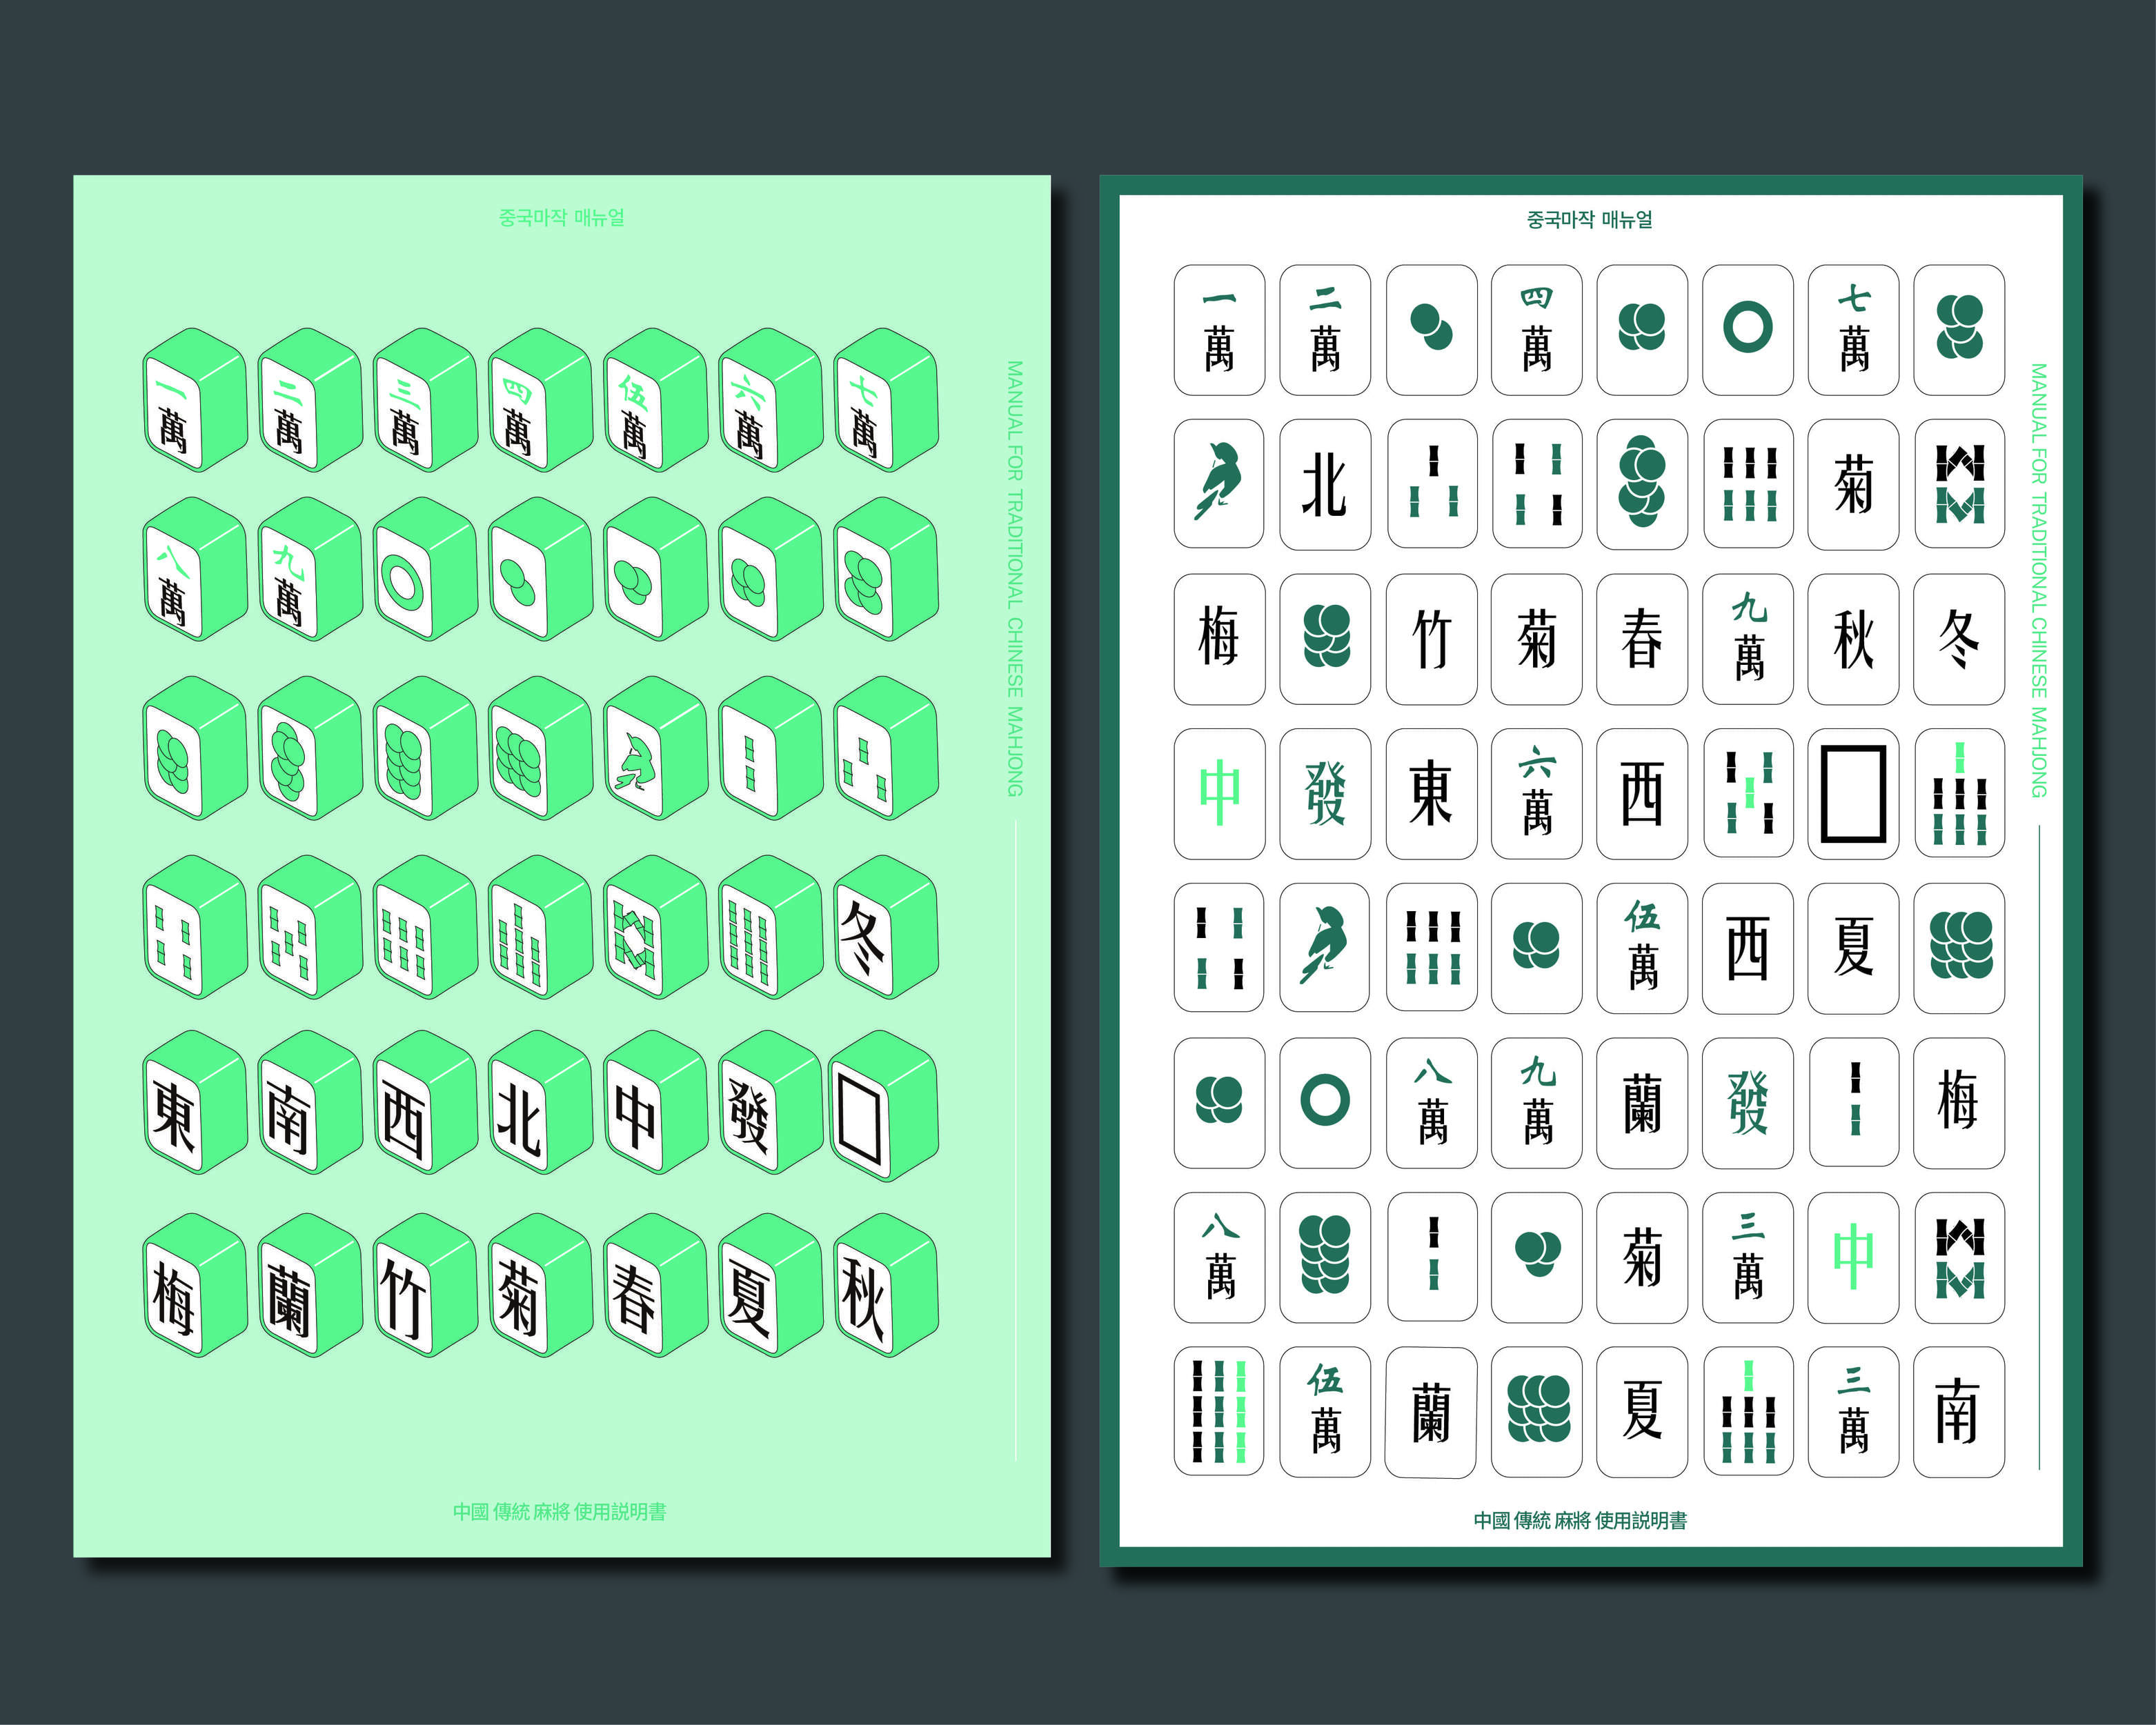 중국마작 매뉴얼
一萬 二萬 三萬 四萬 伍萬 六萬 七萬
八萬 九萬
冬
東 南 西 北 中 發
梅 蘭 竹 菊 春 夏 秋
MANUAL FOR TRADITIONAL CHINESE MAHJONG
中國 傳統 麻將 使用説明書
중국마작 매뉴얼
一萬 二萬 四萬 七萬
北 菊
梅 竹 菊 春 九萬 秋 冬
中 發 東 六萬 西
伍萬 西 夏
八萬 九萬 蘭 發 梅
八萬 菊 三萬 中
伍萬 蘭 夏 三萬 南
MANUAL FOR TRADITIONAL CHINESE MAHJONG
中國 傳統 麻將 使用説明書